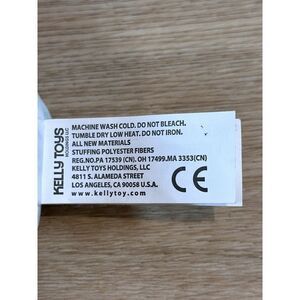 KELLY TOYS
HOLDINGS LLC
MACHINE WASH COLD. DO NOT BLEACH.
TUMBLE DRY LOW HEAT. DO NOT IRON.
ALL NEW MATERIALS
STUFFING POLYESTER FIBERS
REG.NO.PA 17539 (CN). OH 17499.MA 3353(CN)
KELLY TOYS HOLDINGS, LLC
4811 S. ALAMEDA STREET
LOS ANGELES, CA 90058 U.S.A.
www.kellytoy.com
CE